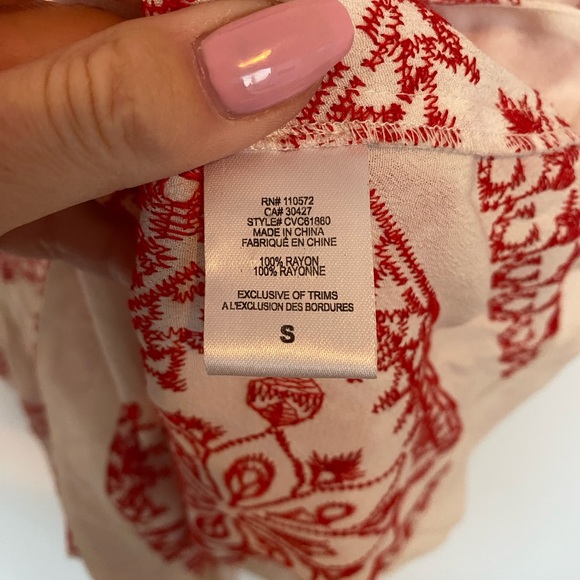 RN# 110572
CA# 30427
STYLE# CVC61860
MADE IN CHINA
FABRIQUÉ EN CHINE
100% RAYON
100% RAYONNE
EXCLUSIVE OF TRIMS
A L'EXCLUSION DES BORDURES
S